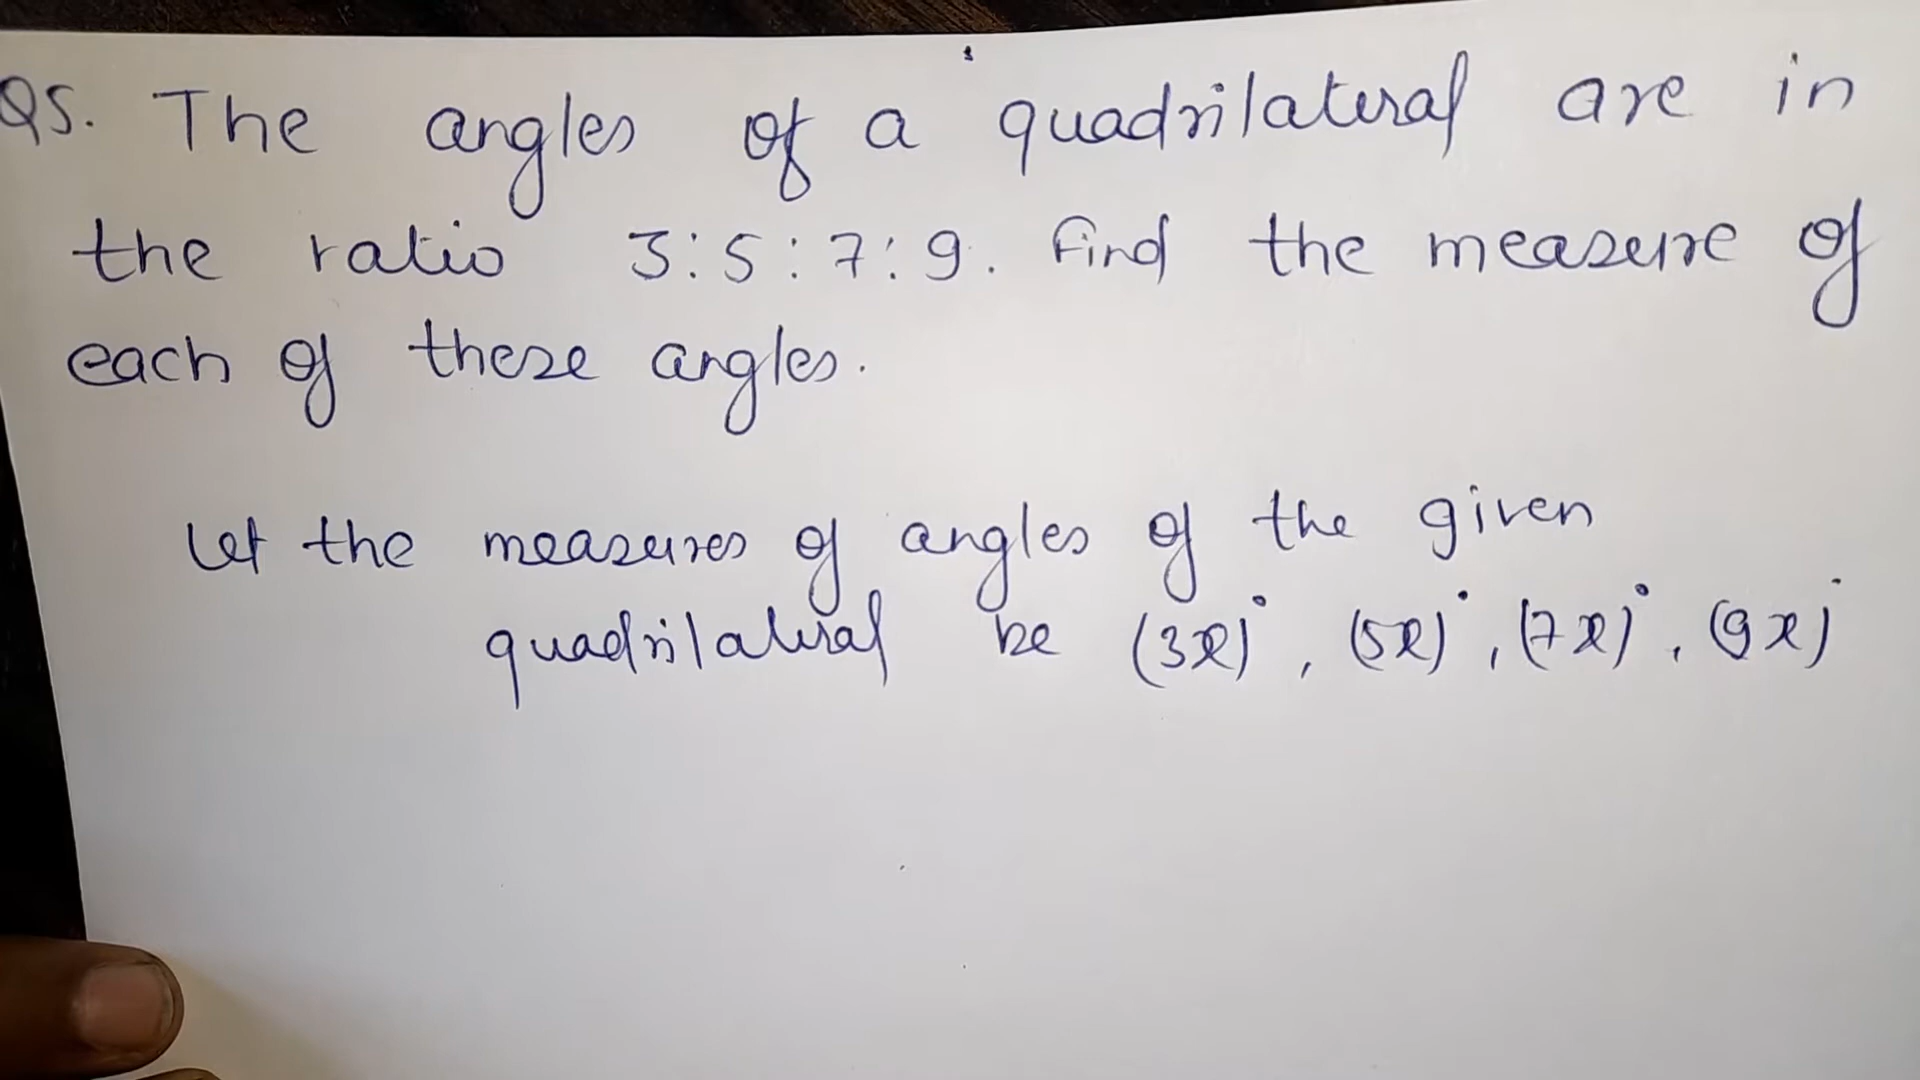 Q5. The angles of a quadrilateral are in
the ratio 3:5:7:9. Find the measure of
each of these angles.
Let the measures of angles of the given
quadrilateral be (3x)°, (5x)°, (7x)°, (9x)°